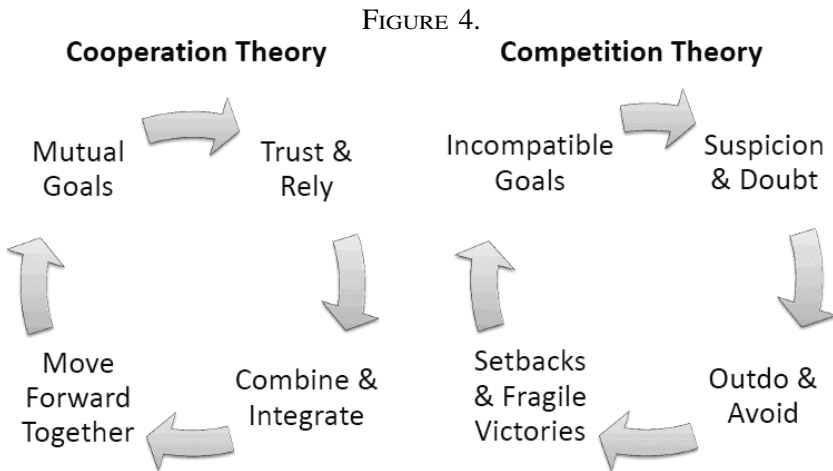 FIGURE 4.
Cooperation Theory
Mutual
Goals
Trust &
Rely
Combine &
Integrate
Move
Forward
Together
Competition Theory
Incompatible
Goals
Suspicion
& Doubt
Outdo &
Avoid
Setbacks
& Fragile
Victories